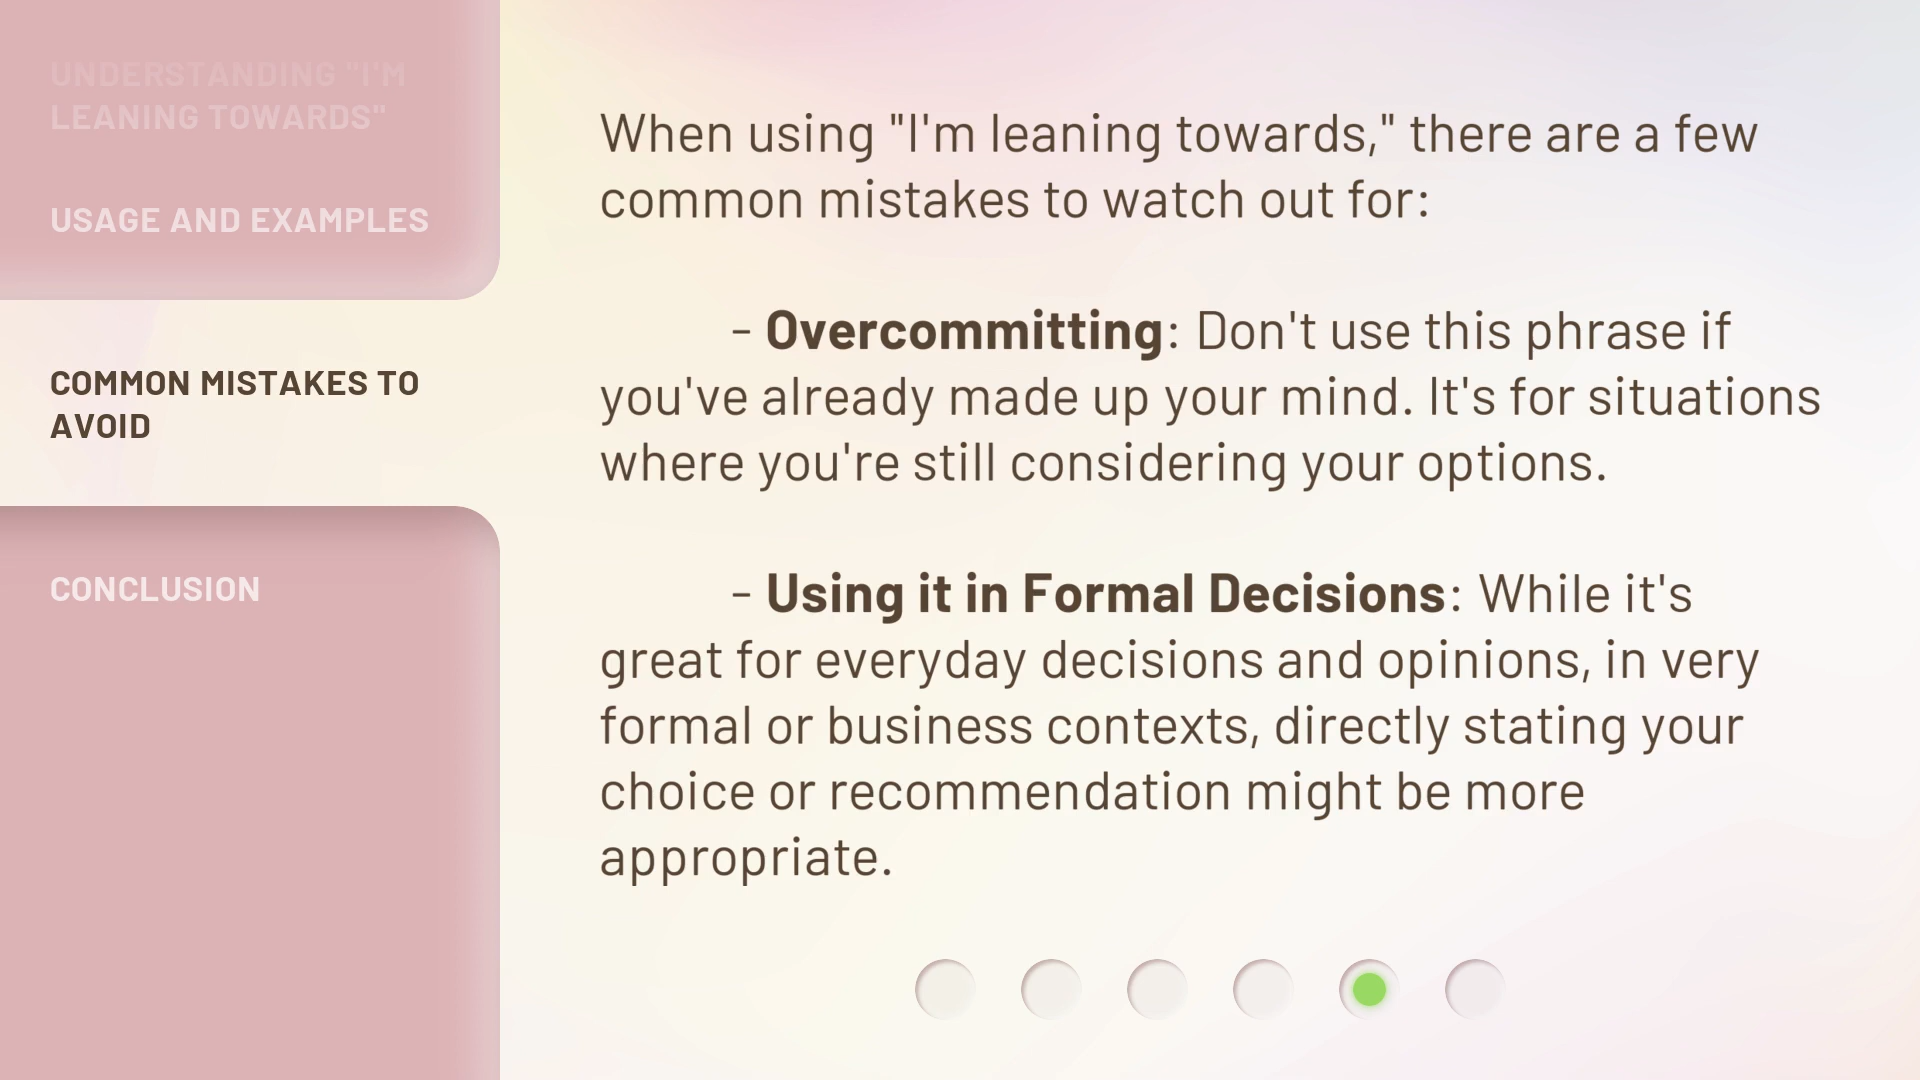 UNDERSTANDING "I'M
LEANING TOWARDS"
USAGE AND EXAMPLES
COMMON MISTAKES TO
AVOID
CONCLUSION
When using "I'm leaning towards," there are a few
common mistakes to watch out for:
- Overcommitting: Don't use this phrase if
you've already made up your mind. It's for situations
where you're still considering your options.
- Using it in Formal Decisions: While it's
great for everyday decisions and opinions, in very
formal or business contexts, directly stating your
choice or recommendation might be more
appropriate.